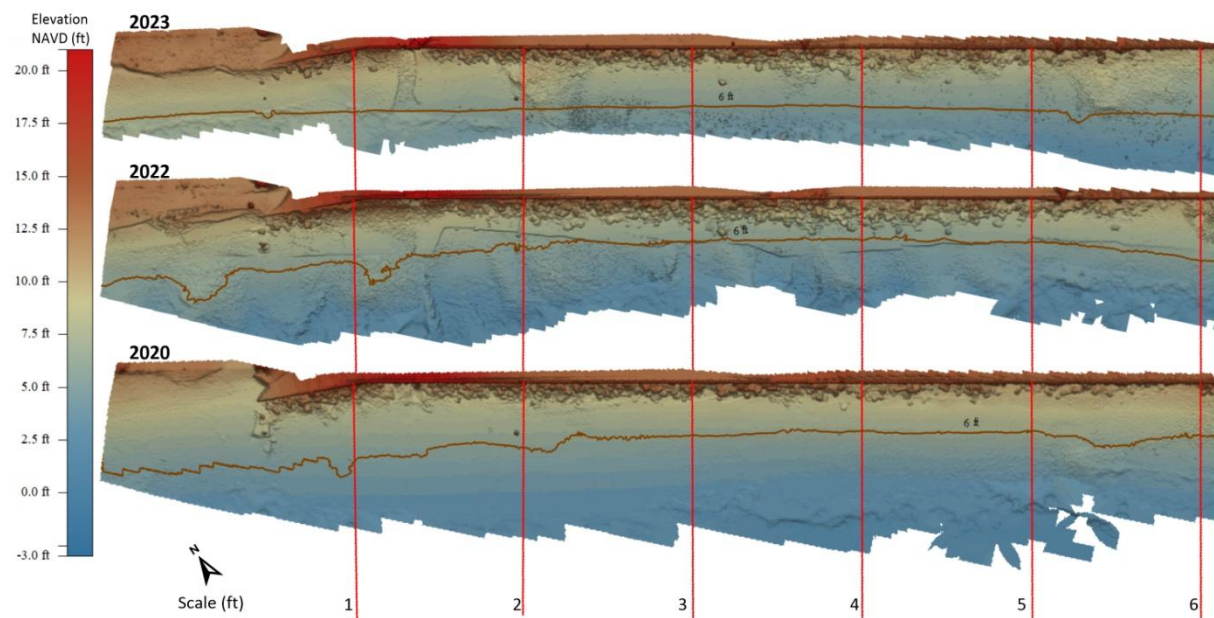 Elevation
NAVD (ft)
20.0 ft
17.5 ft
15.0 ft
12.5 ft
10.0 ft
7.5 ft
5.0 ft
2.5 ft
0.0 ft
-3.0 ft
2023
6 ft
2022
6 ft
2020
6 ft
N
Scale (ft)
1
2
3
4
5
6